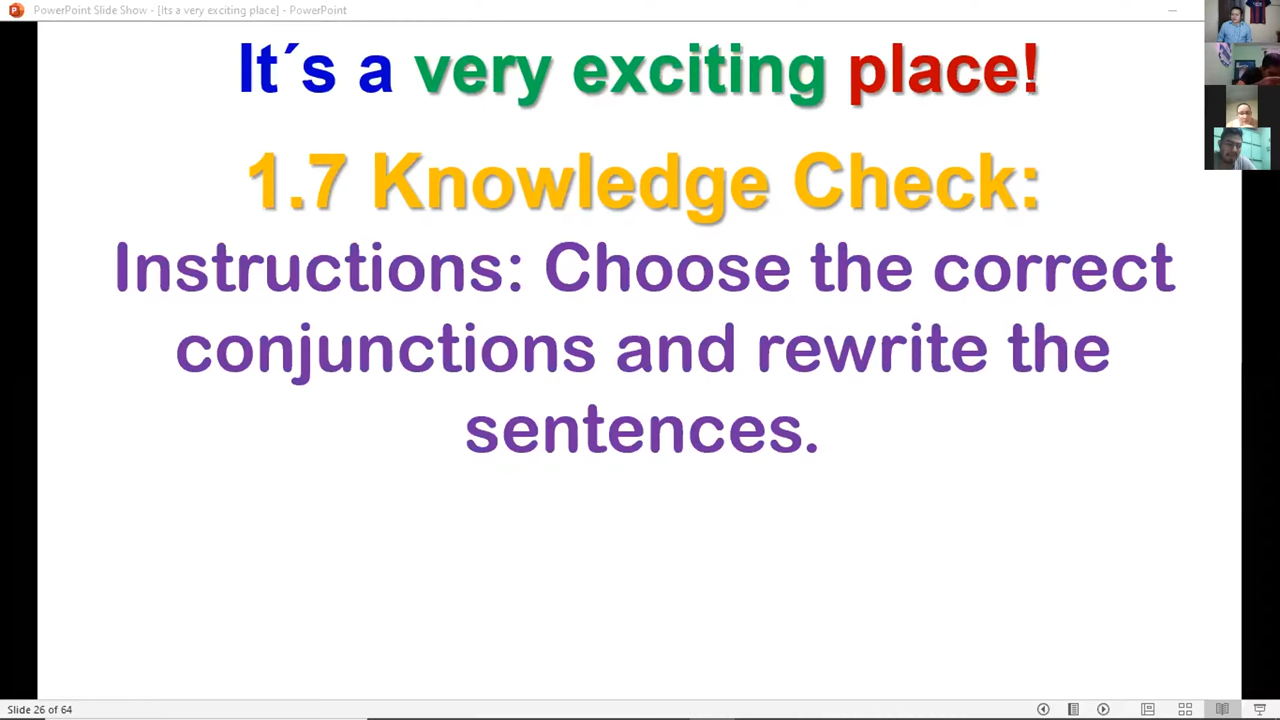 PowerPoint Slide Show - [Its a very exciting place] - PowerPoint
It´s a very exciting place!
1.7 Knowledge Check:
Instructions: Choose the correct
conjunctions and rewrite the
sentences.
Slide 26 of 64